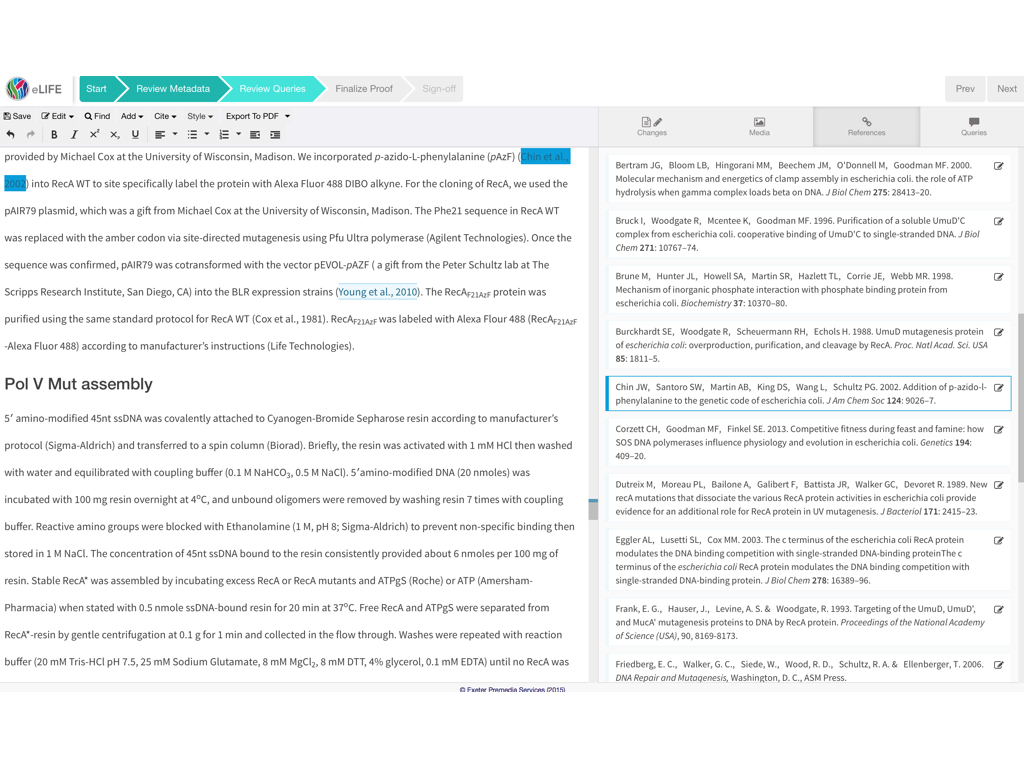 eLIFE
Start Review Metadata Review Queries Finalize Proof Sign-off
Prev Next
Save Edit Find Add Cite Style Export To PDF
B I X² X₂ U
provided by Michael Cox at the University of Wisconsin, Madison. We incorporated p-azido-L-phenylalanine (pAzF) (Chin et al.,
2002) into RecA WT to site specifically label the protein with Alexa Fluor 488 DIBO alkyne. For the cloning of RecA, we used the
pAIR79 plasmid, which was a gift from Michael Cox at the University of Wisconsin, Madison. The Phe21 sequence in RecA WT
was replaced with the amber codon via site-directed mutagenesis using Pfu Ultra polymerase (Agilent Technologies). Once the
sequence was confirmed, pAIR79 was cotransformed with the vector pEVOL-pAZF ( a gift from the Peter Schultz lab at The
Scripps Research Institute, San Diego, CA) into the BLR expression strains (Young et al., 2010). The RecA_F21AzF protein was
purified using the same standard protocol for RecA WT (Cox et al., 1981). RecA_F21AzF was labeled with Alexa Fluor 488 (RecA_F21AzF
-Alexa Fluor 488) according to manufacturer's instructions (Life Technologies).
Pol V Mut assembly
5′ amino-modified 45nt ssDNA was covalently attached to Cyanogen-Bromide Sepharose resin according to manufacturer's
protocol (Sigma-Aldrich) and transferred to a spin column (Biorad). Briefly, the resin was activated with 1 mM HCl then washed
with water and equilibrated with coupling buffer (0.1 M NaHCO₃, 0.5 M NaCl). 5′amino-modified DNA (20 nmoles) was
incubated with 100 mg resin overnight at 4°C, and unbound oligomers were removed by washing resin 7 times with coupling
buffer. Reactive amino groups were blocked with Ethanolamine (1 M, pH 8; Sigma-Aldrich) to prevent non-specific binding then
stored in 1 M NaCl. The concentration of 45nt ssDNA bound to the resin consistently provided about 6 nmoles per 100 mg of
resin. Stable RecA* was assembled by incubating excess RecA or RecA mutants and ATPgS (Roche) or ATP (Amersham-
Pharmacia) when stated with 0.5 nmole ssDNA-bound resin for 20 min at 37°C. Free RecA and ATPgS were separated from
RecA*-resin by gentle centrifugation at 0.1 g for 1 min and collected in the flow through. Washes were repeated with reaction
buffer (20 mM Tris-HCl pH 7.5, 25 mM Sodium Glutamate, 8 mM MgCl₂, 8 mM DTT, 4% glycerol, 0.1 mM EDTA) until no RecA was
Changes Media References Queries
Bertram JG, Bloom LB, Hingorani MM, Beechem JM, O'Donnell M, Goodman MF. 2000.
Molecular mechanism and energetics of clamp assembly in escherichia coli. the role of ATP
hydrolysis when gamma complex loads beta on DNA. J Biol Chem 275: 28413–20.
Bruck I, Woodgate R, Mcentee K, Goodman MF. 1996. Purification of a soluble UmuD'C
complex from escherichia coli. cooperative binding of UmuD'C to single-stranded DNA. J Biol
Chem 271: 10767–74.
Brune M, Hunter JL, Howell SA, Martin SR, Hazlett TL, Corrie JE, Webb MR. 1998.
Mechanism of inorganic phosphate interaction with phosphate binding protein from
escherichia coli. Biochemistry 37: 10370–80.
Burckhardt SE, Woodgate R, Scheuermann RH, Echols H. 1988. UmuD mutagenesis protein
of escherichia coli: overproduction, purification, and cleavage by RecA. Proc. Natl Acad. Sci. USA
85: 1811–5.
Chin JW, Santoro SW, Martin AB, King DS, Wang L, Schultz PG. 2002. Addition of p-azido-l-
phenylalanine to the genetic code of escherichia coli. J Am Chem Soc 124: 9026–7.
Corzett CH, Goodman MF, Finkel SE. 2013. Competitive fitness during feast and famine: how
SOS DNA polymerases influence physiology and evolution in escherichia coli. Genetics 194:
409–20.
Dutreix M, Moreau PL, Bailone A, Galibert F, Battista JR, Walker GC, Devoret R. 1989. New
recA mutations that dissociate the various RecA protein activities in escherichia coli provide
evidence for an additional role for RecA protein in UV mutagenesis. J Bacteriol 171: 2415–23.
Eggler AL, Lusetti SL, Cox MM. 2003. The c terminus of the escherichia coli RecA protein
modulates the DNA binding competition with single-stranded DNA-binding proteinThe c
terminus of the escherichia coli RecA protein modulates the DNA binding competition with
single-stranded DNA-binding protein. J Biol Chem 278: 16389–96.
Frank, E. G., Hauser, J., Levine, A. S. & Woodgate, R. 1993. Targeting of the UmuD, UmuD',
and MucA' mutagenesis proteins to DNA by RecA protein. Proceedings of the National Academy
of Science (USA), 90, 8169-8173.
Friedberg, E. C., Walker, G. C., Siede, W., Wood, R. D., Schultz, R. A. & Ellenberger, T. 2006.
DNA Repair and Mutagenesis, Washington, D. C., ASM Press.
© Exeter Premedia Services (2015)